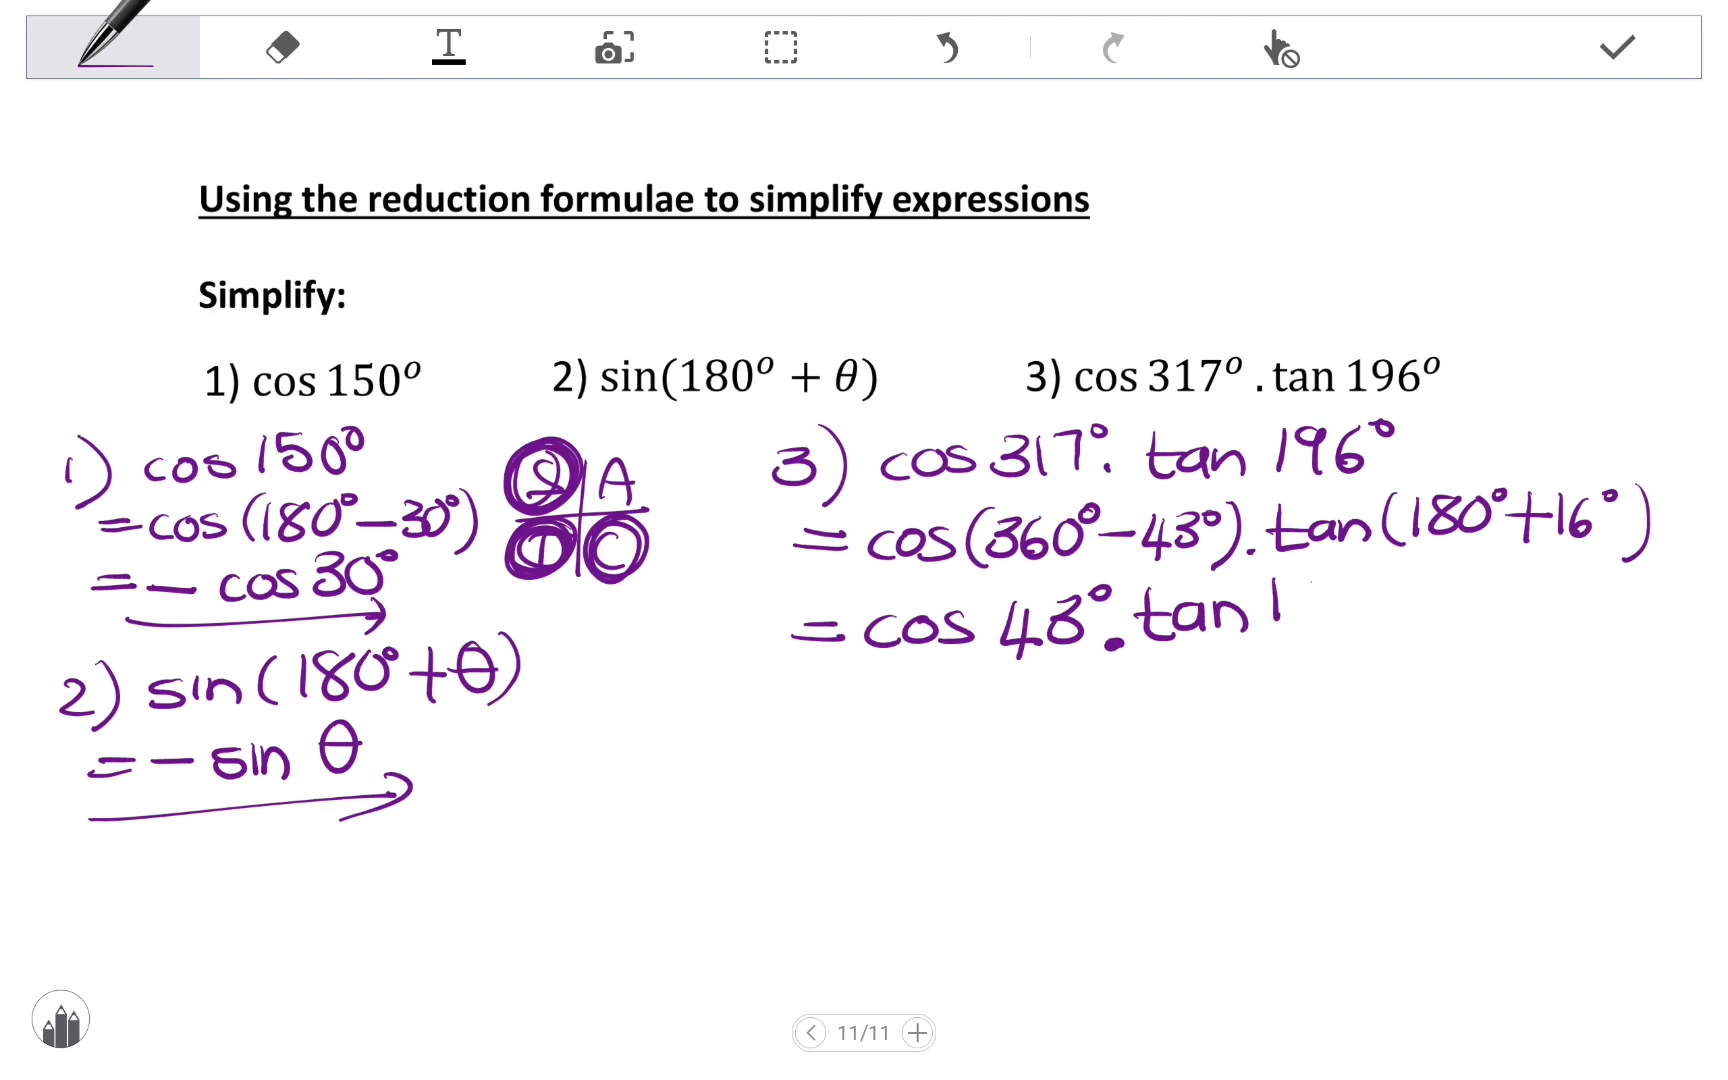 T
Using the reduction formulae to simplify expressions
Simplify:
1) cos 150° 2) sin(180° + θ) 3) cos 317° . tan 196°
1) cos 150°
= cos (180° – 30°)
= – cos 30°
S A
T C
2) sin (180° + θ)
= – sin θ
3) cos 317° . tan 196°
= cos (360° – 43°) . tan (180° + 16°)
= cos 43° . tan 1
11/11